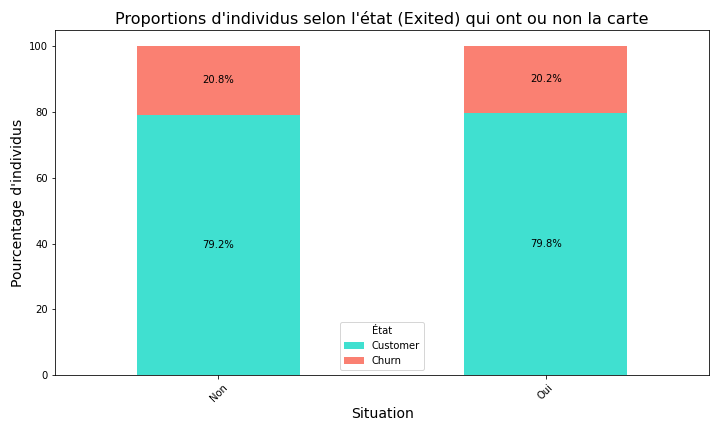 Proportions d'individus selon l'état (Exited) qui ont ou non la carte
Pourcentage d'individus
100
80
60
40
20
0
20.8%
20.2%
79.2%
79.8%
État
Customer
Churn
Non
Oui
Situation